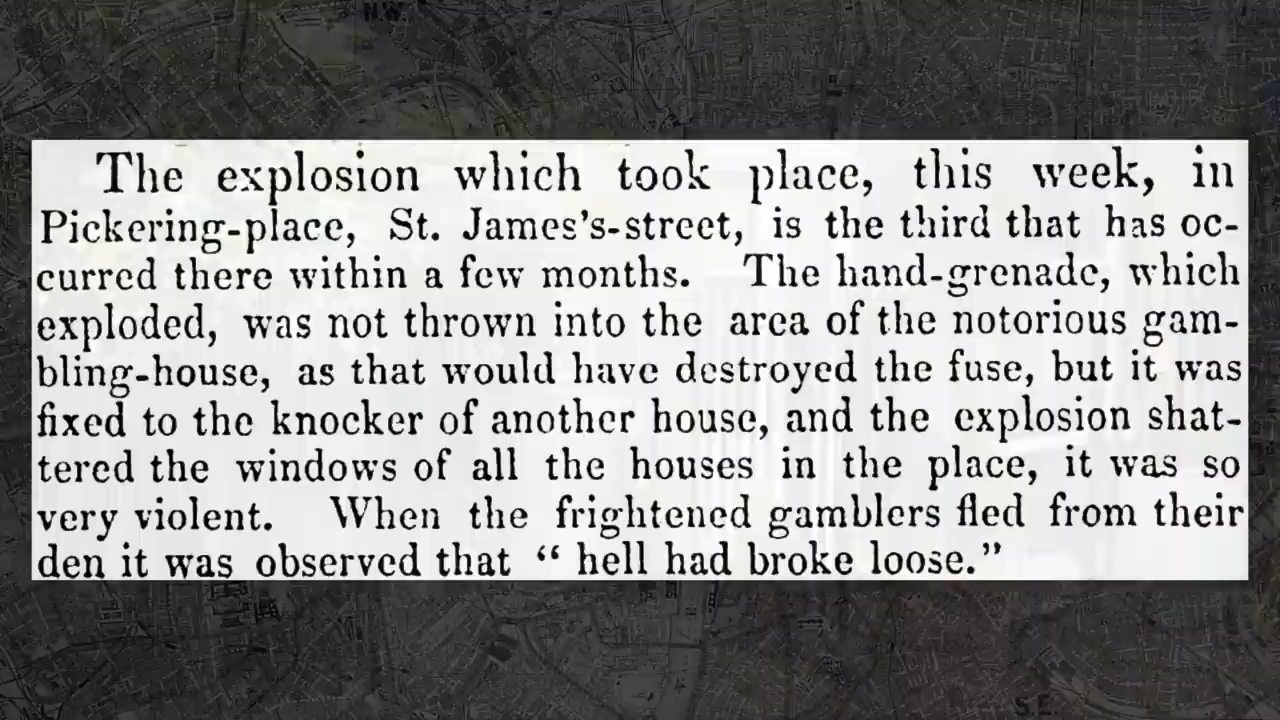 N.W.
The explosion which took place, this week, in
Pickering-place, St. James's-street, is the third that has oc-
curred there within a few months. The hand-grenade, which
exploded, was not thrown into the area of the notorious gam-
bling-house, as that would have destroyed the fuse, but it was
fixed to the knocker of another house, and the explosion shat-
tered the windows of all the houses in the place, it was so
very violent. When the frightened gamblers fled from their
den it was observed that “ hell had broke loose.”
S.E.